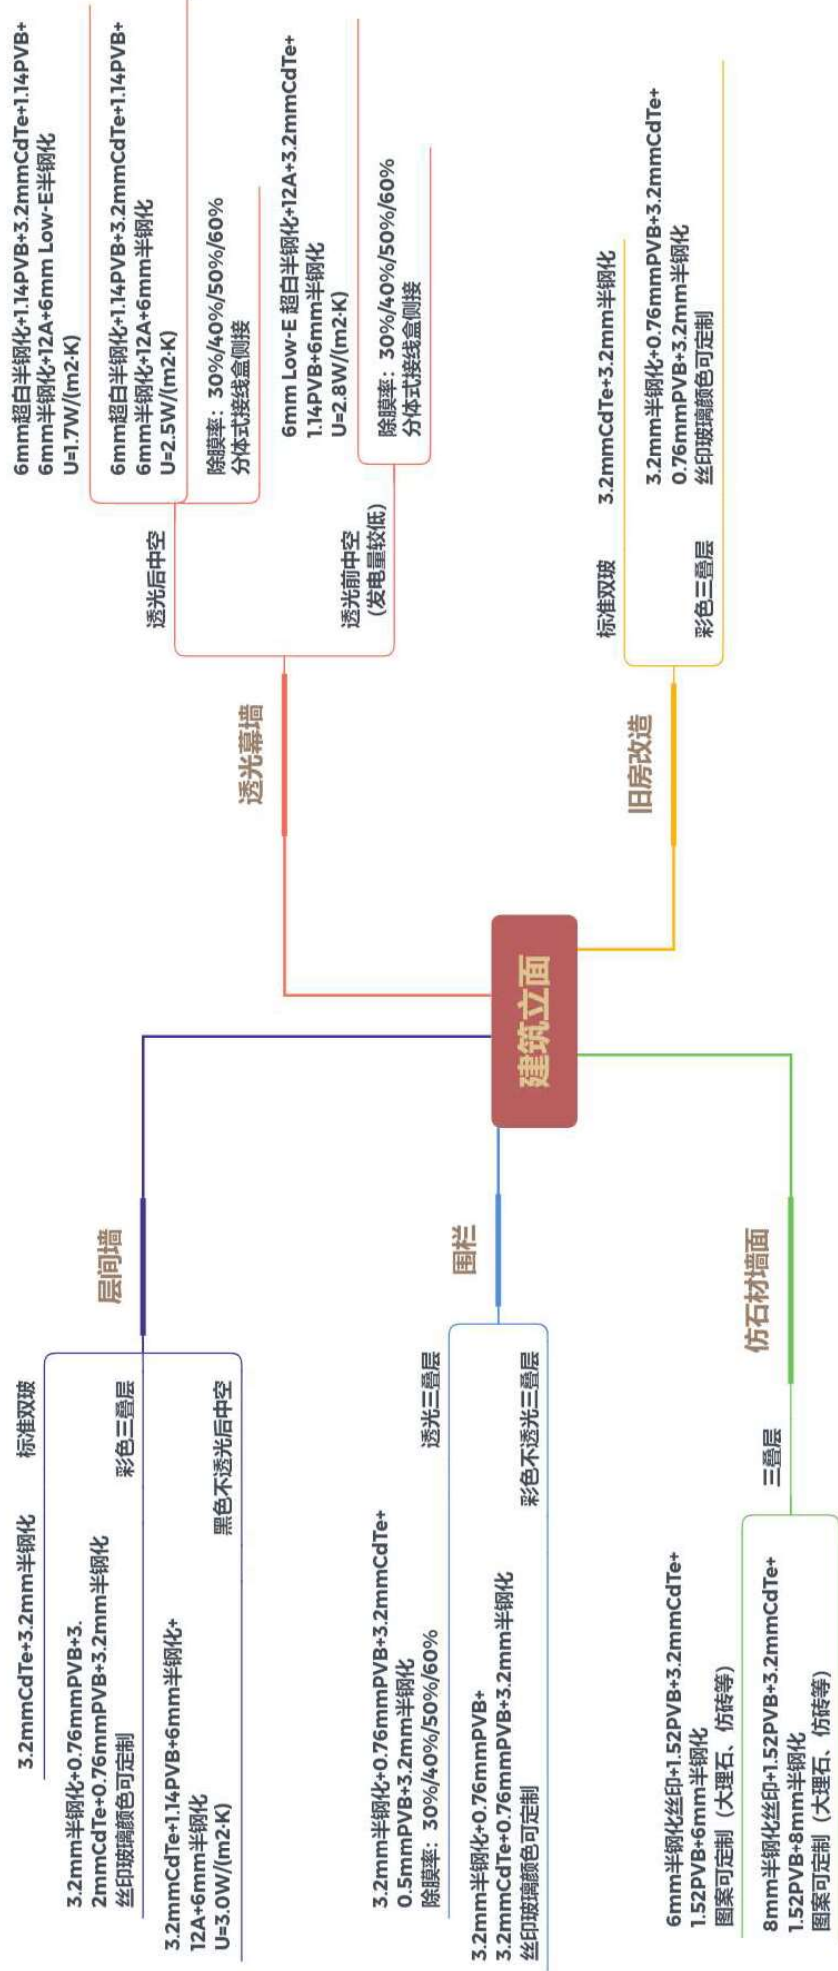 建筑立面
层间墙
标准双玻
3.2mmCdTe+3.2mm半钢化
彩色三叠层
3.2mm半钢化+0.76mmPVB+3.
2mmCdTe+0.76mmPVB+3.2mm半钢化
丝印玻璃颜色可定制
黑色不透光后中空
3.2mmCdTe+1.14PVB+6mm半钢化+
12A+6mm半钢化
U=3.0W/(m2·K)
围栏
透光三叠层
3.2mm半钢化+0.76mmPVB+3.2mmCdTe+
0.5mmPVB+3.2mm半钢化
除膜率：30%/40%/50%/60%
彩色不透光三叠层
3.2mm半钢化+0.76mmPVB+
3.2mmCdTe+0.76mmPVB+3.2mm半钢化
丝印玻璃颜色可定制
仿石材墙面
三叠层
6mm半钢化丝印+1.52PVB+3.2mmCdTe+
1.52PVB+6mm半钢化
图案可定制（大理石、仿砖等）
8mm半钢化丝印+1.52PVB+3.2mmCdTe+
1.52PVB+8mm半钢化
图案可定制（大理石、仿砖等）
透光幕墙
透光后中空
6mm超白半钢化+1.14PVB+3.2mmCdTe+1.14PVB+
6mm半钢化+12A+6mm Low-E半钢化
U=1.7W/(m2·K)
6mm超白半钢化+1.14PVB+3.2mmCdTe+1.14PVB+
6mm半钢化+12A+6mm半钢化
U=2.5W/(m2·K)
除膜率：30%/40%/50%/60%
分体式接线盒侧接
透光前中空
（发电量较低）
6mm Low-E 超白半钢化+12A+3.2mmCdTe+
1.14PVB+6mm半钢化
U=2.8W/(m2·K)
除膜率：30%/40%/50%/60%
分体式接线盒侧接
旧房改造
标准双玻
3.2mmCdTe+3.2mm半钢化
彩色三叠层
3.2mm半钢化+0.76mmPVB+3.2mmCdTe+
0.76mmPVB+3.2mm半钢化
丝印玻璃颜色可定制